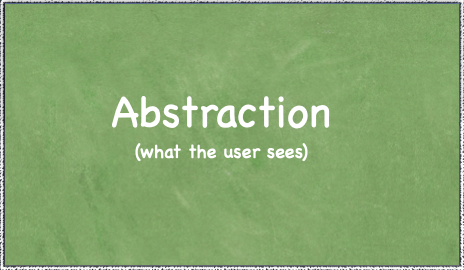 Abstraction
(what the user sees)